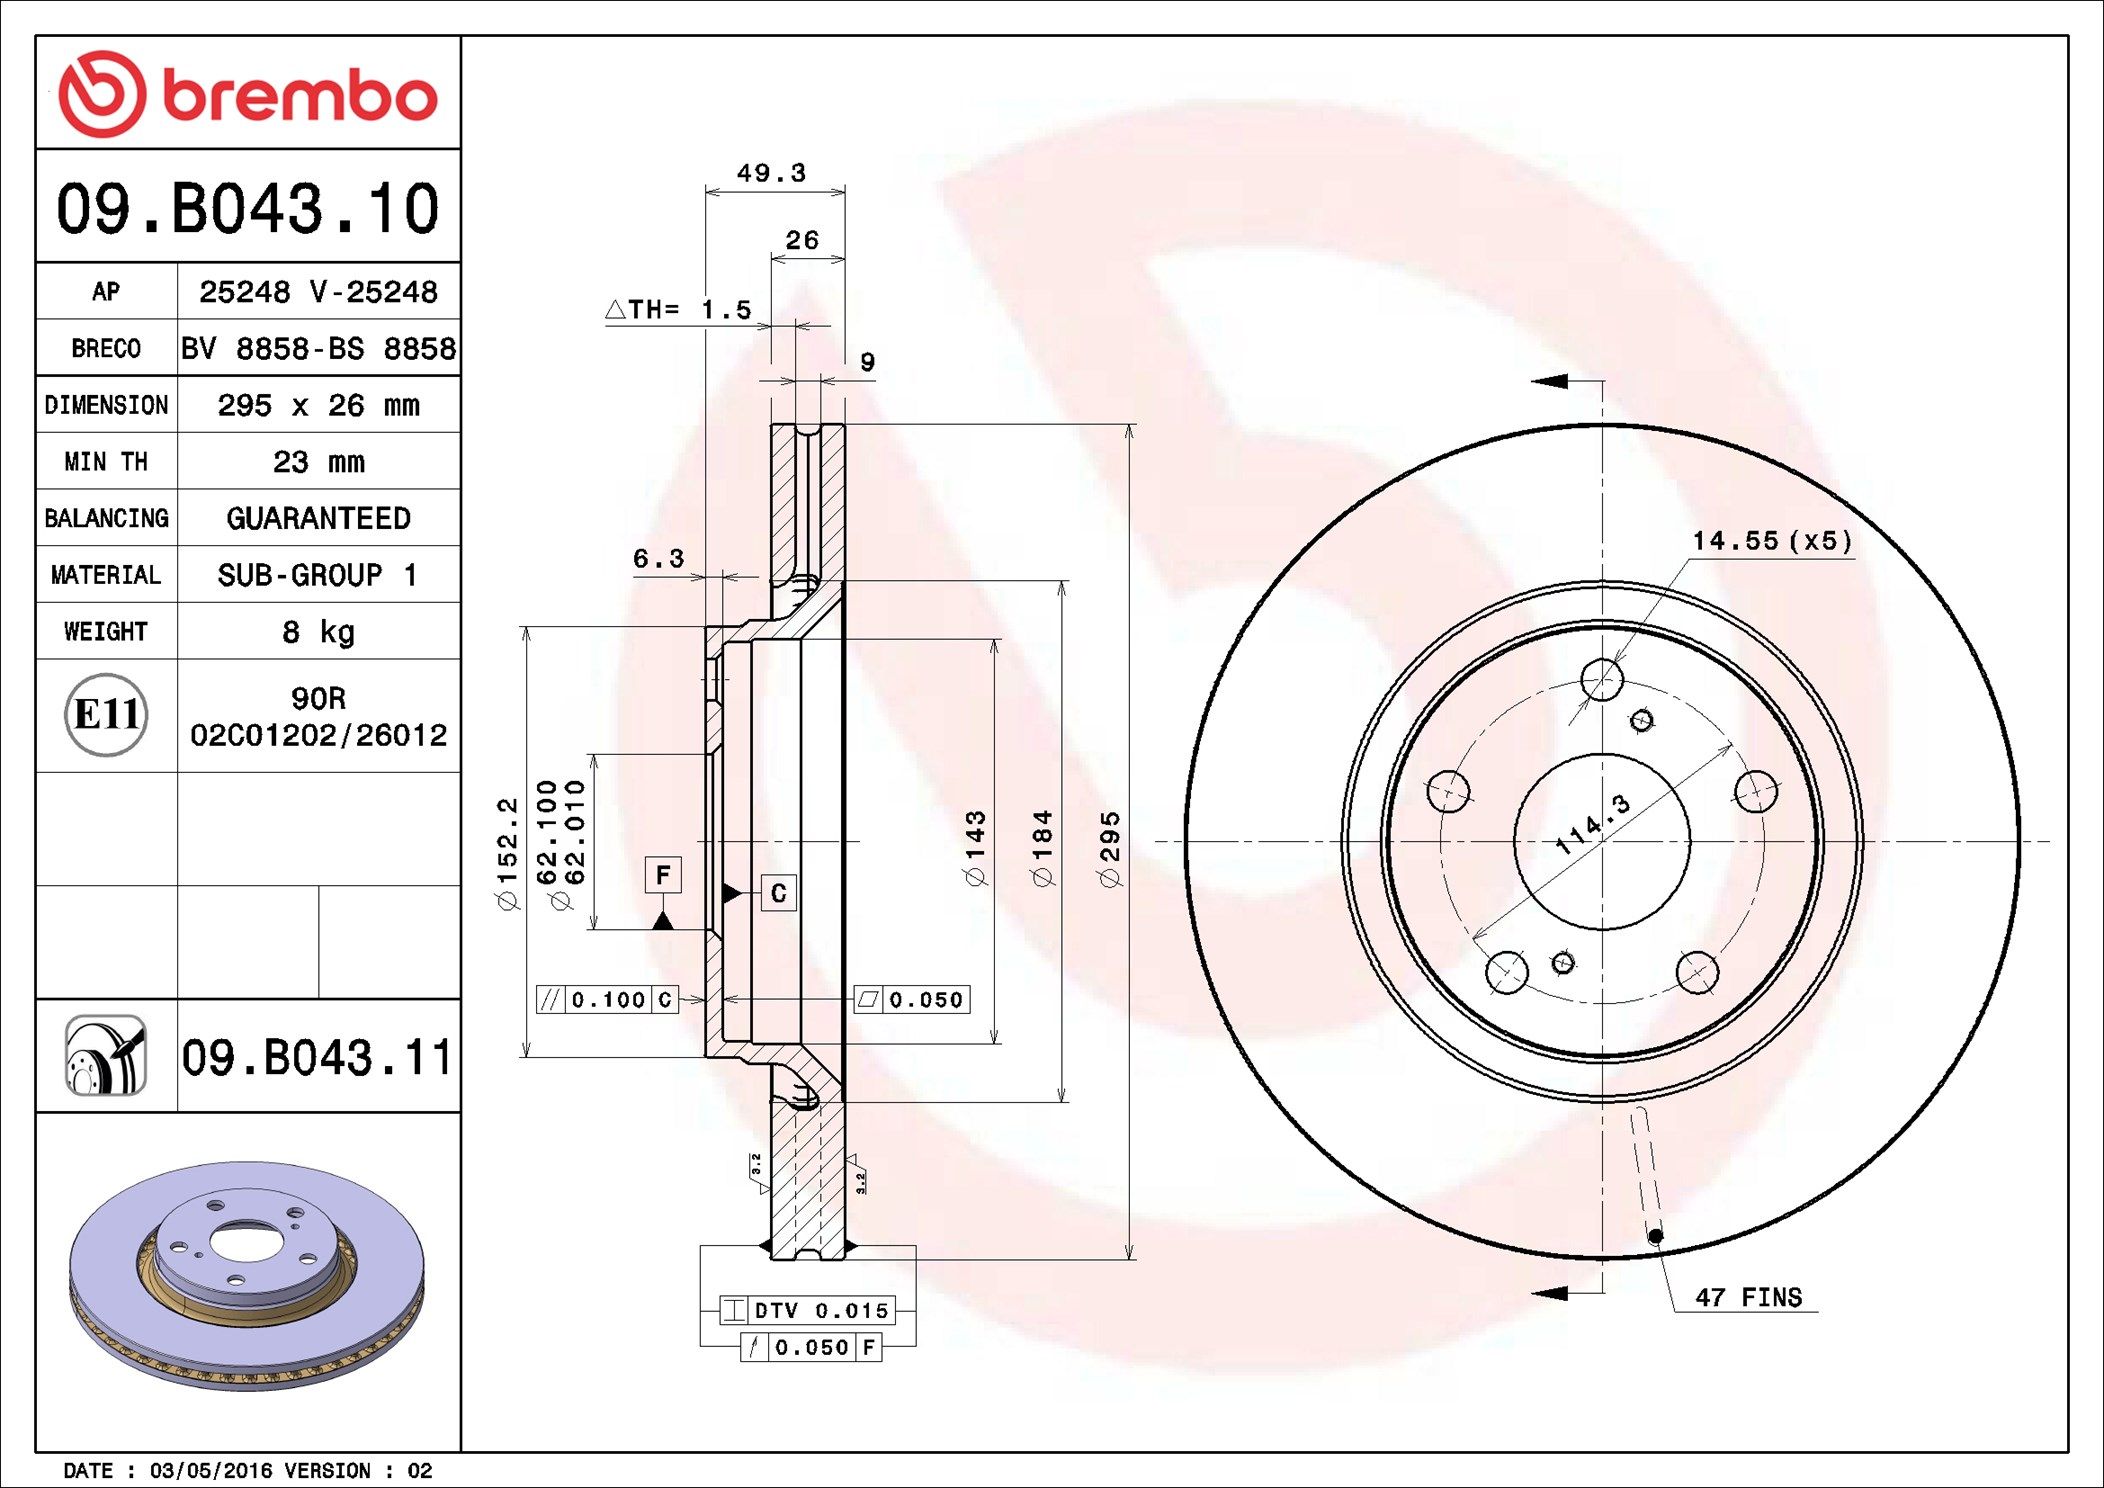 brembo
09.B043.10
AP 25248 V-25248
BRECO BV 8858-BS 8858
DIMENSION 295 x 26 mm
MIN TH 23 mm
BALANCING GUARANTEED
MATERIAL SUB-GROUP 1
WEIGHT 8 kg
E11 90R
02C01202/26012
09.B043.11
DATE : 03/05/2016 VERSION : 02
49.3
26
△TH= 1.5
9
6.3
⌀152.2
⌀ 62.100
62.010
F
C
⌀143
⌀184
⌀295
// 0.100 C
⏥ 0.050
3.2
3.2
DTV 0.015
↗ 0.050 F
14.55(x5)
114.3
47 FINS